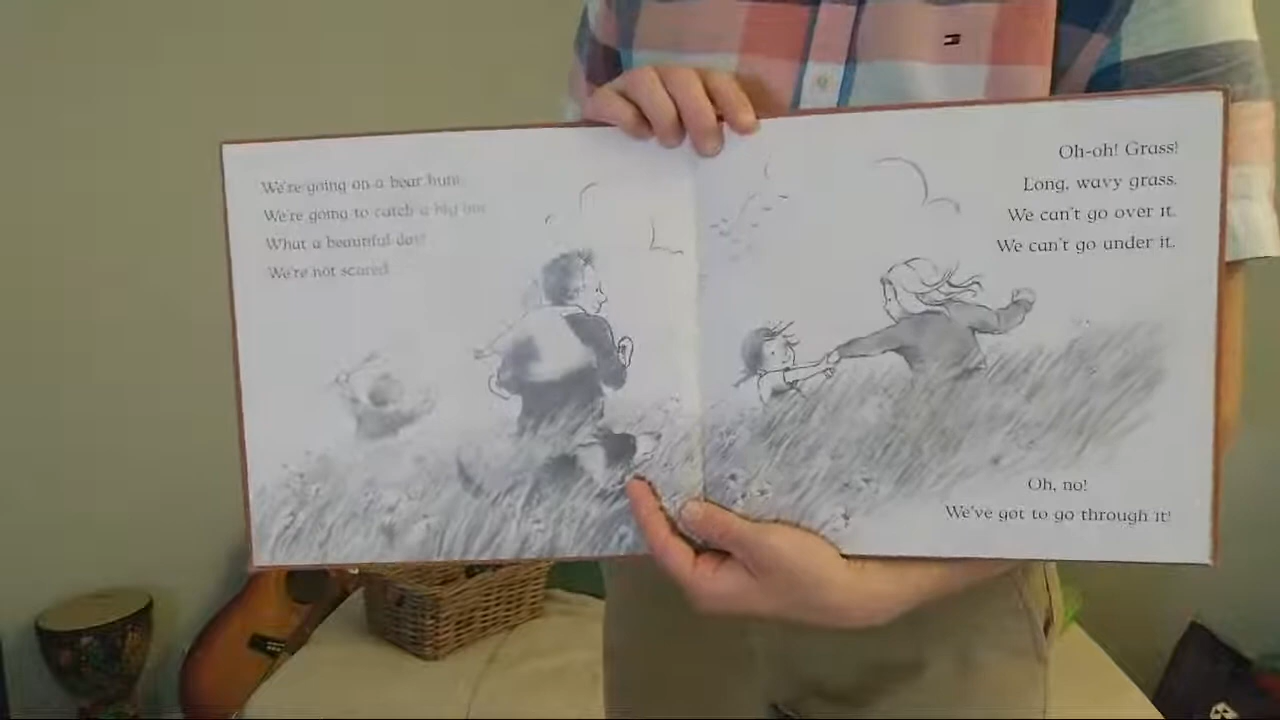 We're going on a bear hunt.
We're going to catch a big one.
What a beautiful day!
We're not scared.
Oh-oh! Grass!
Long, wavy grass.
We can't go over it.
We can't go under it.
Oh, no!
We've got to go through it!